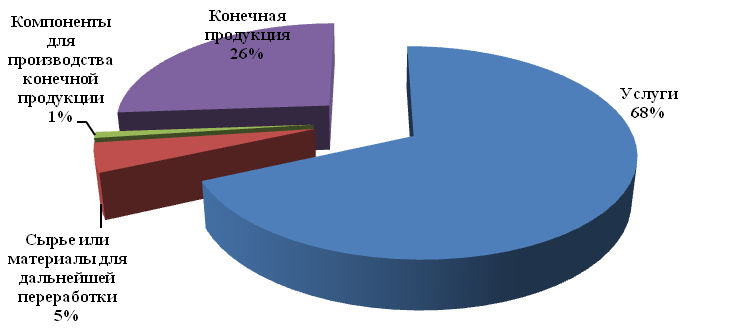 Компоненты
для
производства
конечной
продукции
1%
Конечная
продукция
26%
Услуги
68%
Сырье или
материалы для
дальнейшей
переработки
5%